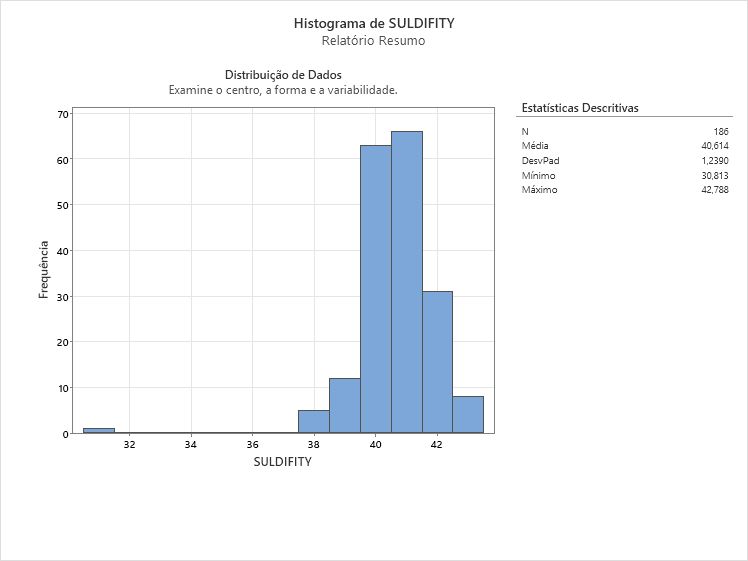 Histograma de SULDIFITY
Relatório Resumo
Distribuição de Dados
Examine o centro, a forma e a variabilidade.
Estatísticas Descritivas
N 186
Média 40,614
DesvPad 1,2390
Mínimo 30,813
Máximo 42,788
Frequência
70
60
50
40
30
20
10
0
32 34 36 38 40 42
SULDIFITY